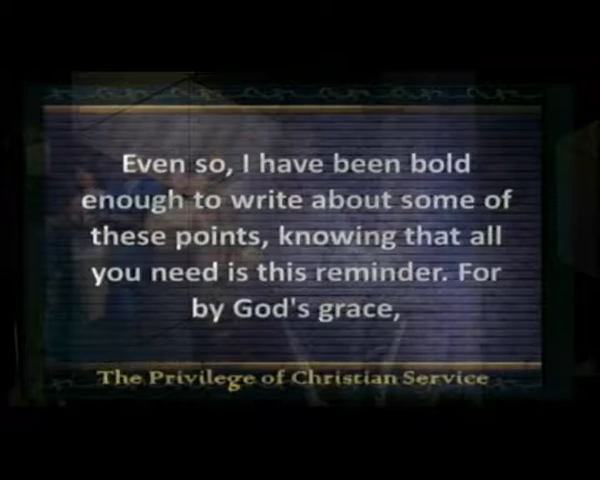 Even so, I have been bold
enough to write about some of
these points, knowing that all
you need is this reminder. For
by God's grace,
The Privilege of Christian Service